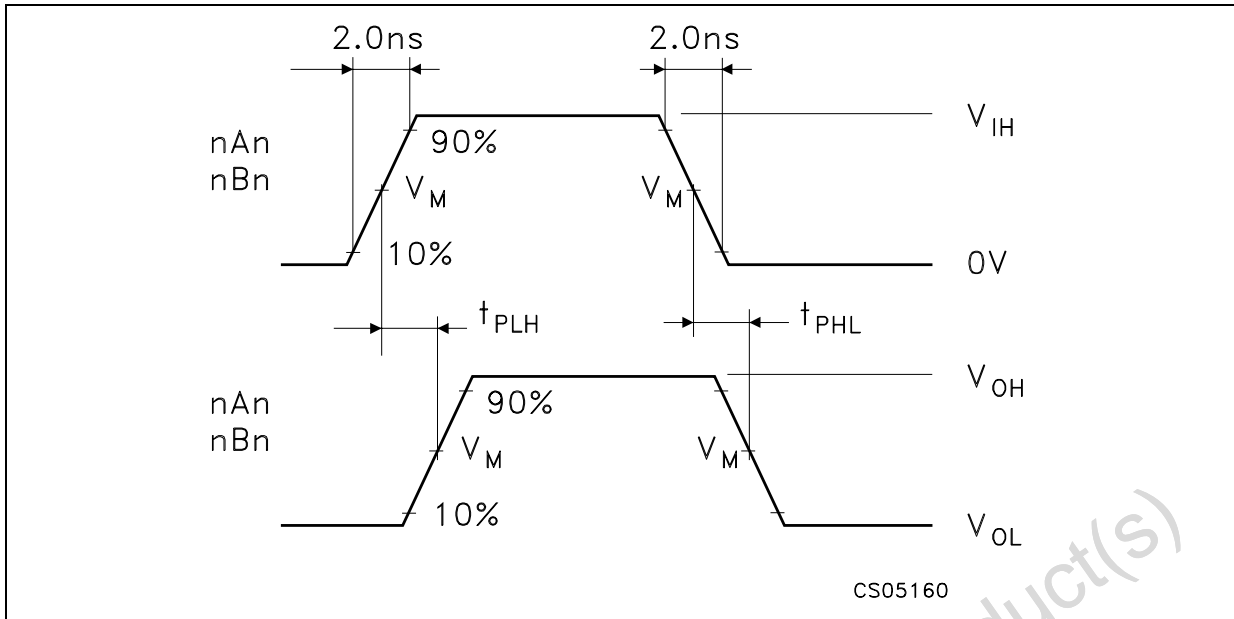 2.0ns 2.0ns
V_IH
nAn
nBn
90%
V_M V_M
10%
0V
t_PLH t_PHL
V_OH
nAn
nBn
90%
V_M V_M
10%
V_OL
CS05160
duct(s)